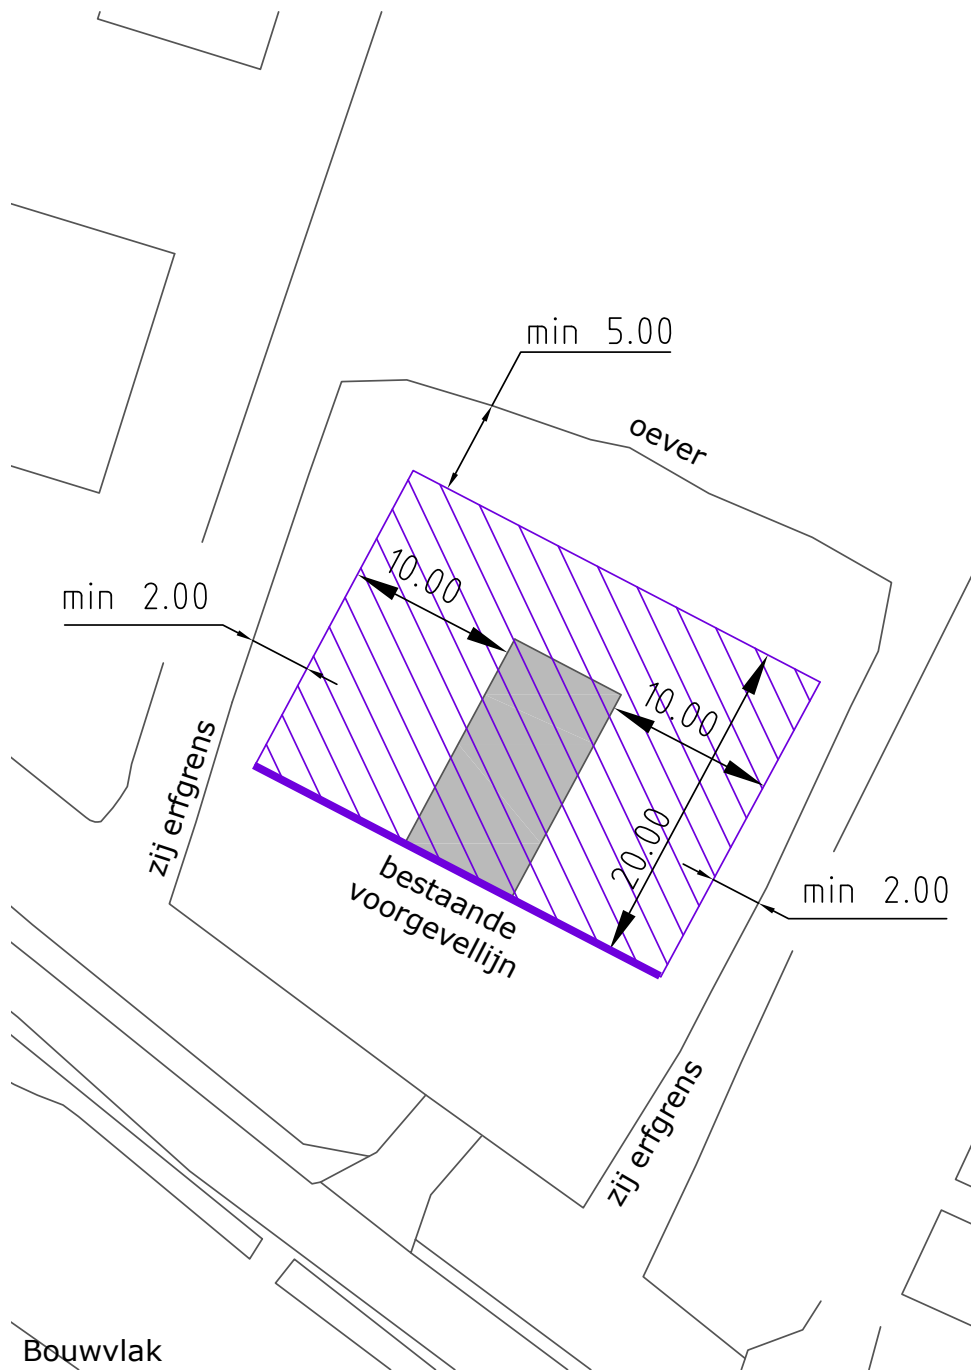 min 5.00
oever
10.00
min 2.00
10.00
zij erfgrens
20.00
bestaande
voorgevellijn
min 2.00
zij erfgrens
Bouwvlak